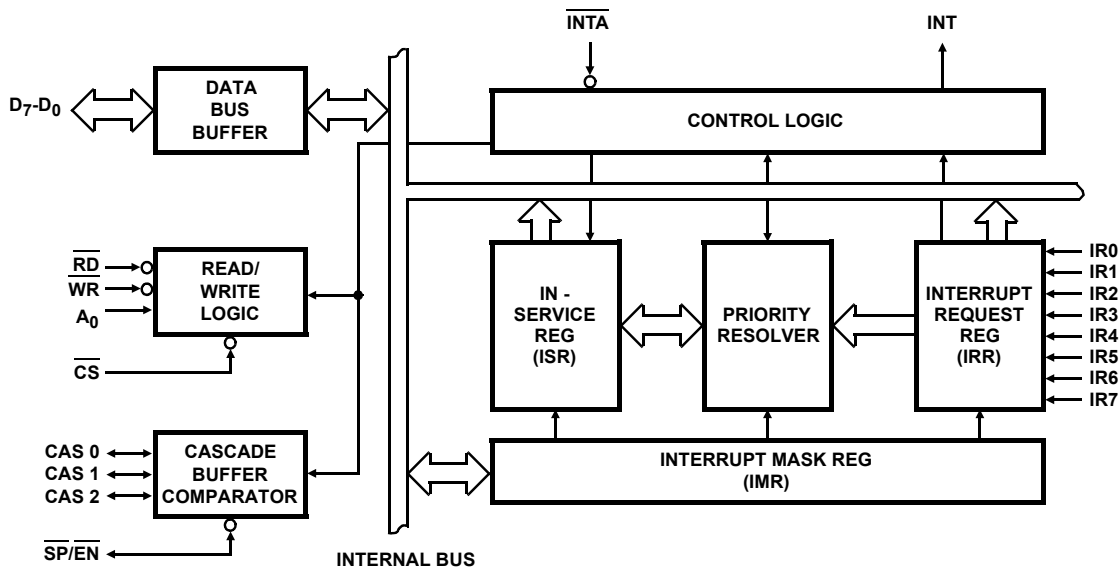 INTA
INT
D7-D0
DATA
BUS
BUFFER
CONTROL LOGIC
RD
WR
A0
CS
READ/
WRITE
LOGIC
IN -
SERVICE
REG
(ISR)
PRIORITY
RESOLVER
INTERRUPT
REQUEST
REG
(IRR)
IR0
IR1
IR2
IR3
IR4
IR5
IR6
IR7
CAS 0
CAS 1
CAS 2
CASCADE
BUFFER
COMPARATOR
INTERRUPT MASK REG
(IMR)
SP/EN
INTERNAL BUS